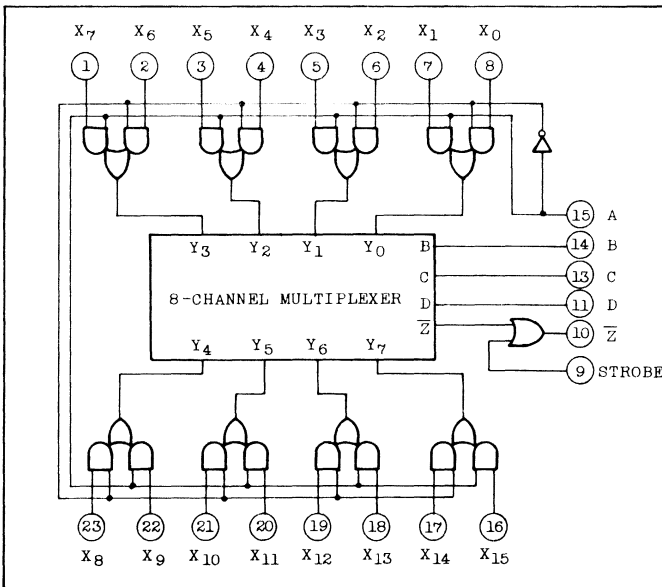 X7 X6 X5 X4 X3 X2 X1 X0
1 2 3 4 5 6 7 8
15 A
Y3 Y2 Y1 Y0 B 14 B
C 13 C
8-CHANNEL MULTIPLEXER
D 11 D
Z̅ 10 Z̅
Y4 Y5 Y6 Y7
9 STROBE
23 22 21 20 19 18 17 16
X8 X9 X10 X11 X12 X13 X14 X15